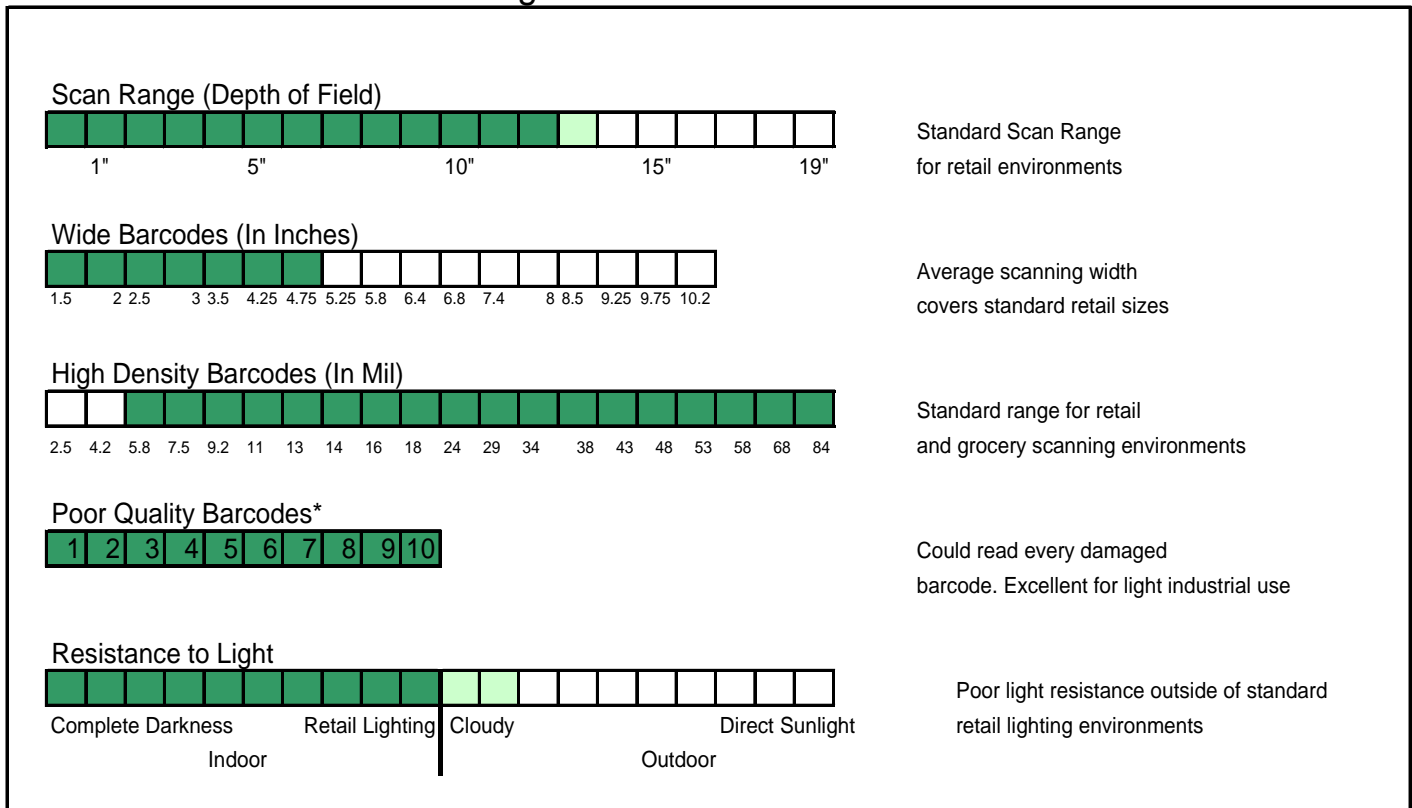 Scan Range (Depth of Field)
Standard Scan Range
1" 5" 10" 15" 19"
for retail environments
Wide Barcodes (In Inches)
Average scanning width
1.5 2 2.5 3 3.5 4.25 4.75 5.25 5.8 6.4 6.8 7.4 8 8.5 9.25 9.75 10.2
covers standard retail sizes
High Density Barcodes (In Mil)
Standard range for retail
2.5 4.2 5.8 7.5 9.2 11 13 14 16 18 24 29 34 38 43 48 53 58 68 84
and grocery scanning environments
Poor Quality Barcodes*
1 2 3 4 5 6 7 8 9 10
Could read every damaged
barcode. Excellent for light industrial use
Resistance to Light
Poor light resistance outside of standard
Complete Darkness Retail Lighting Cloudy Direct Sunlight
retail lighting environments
Indoor Outdoor